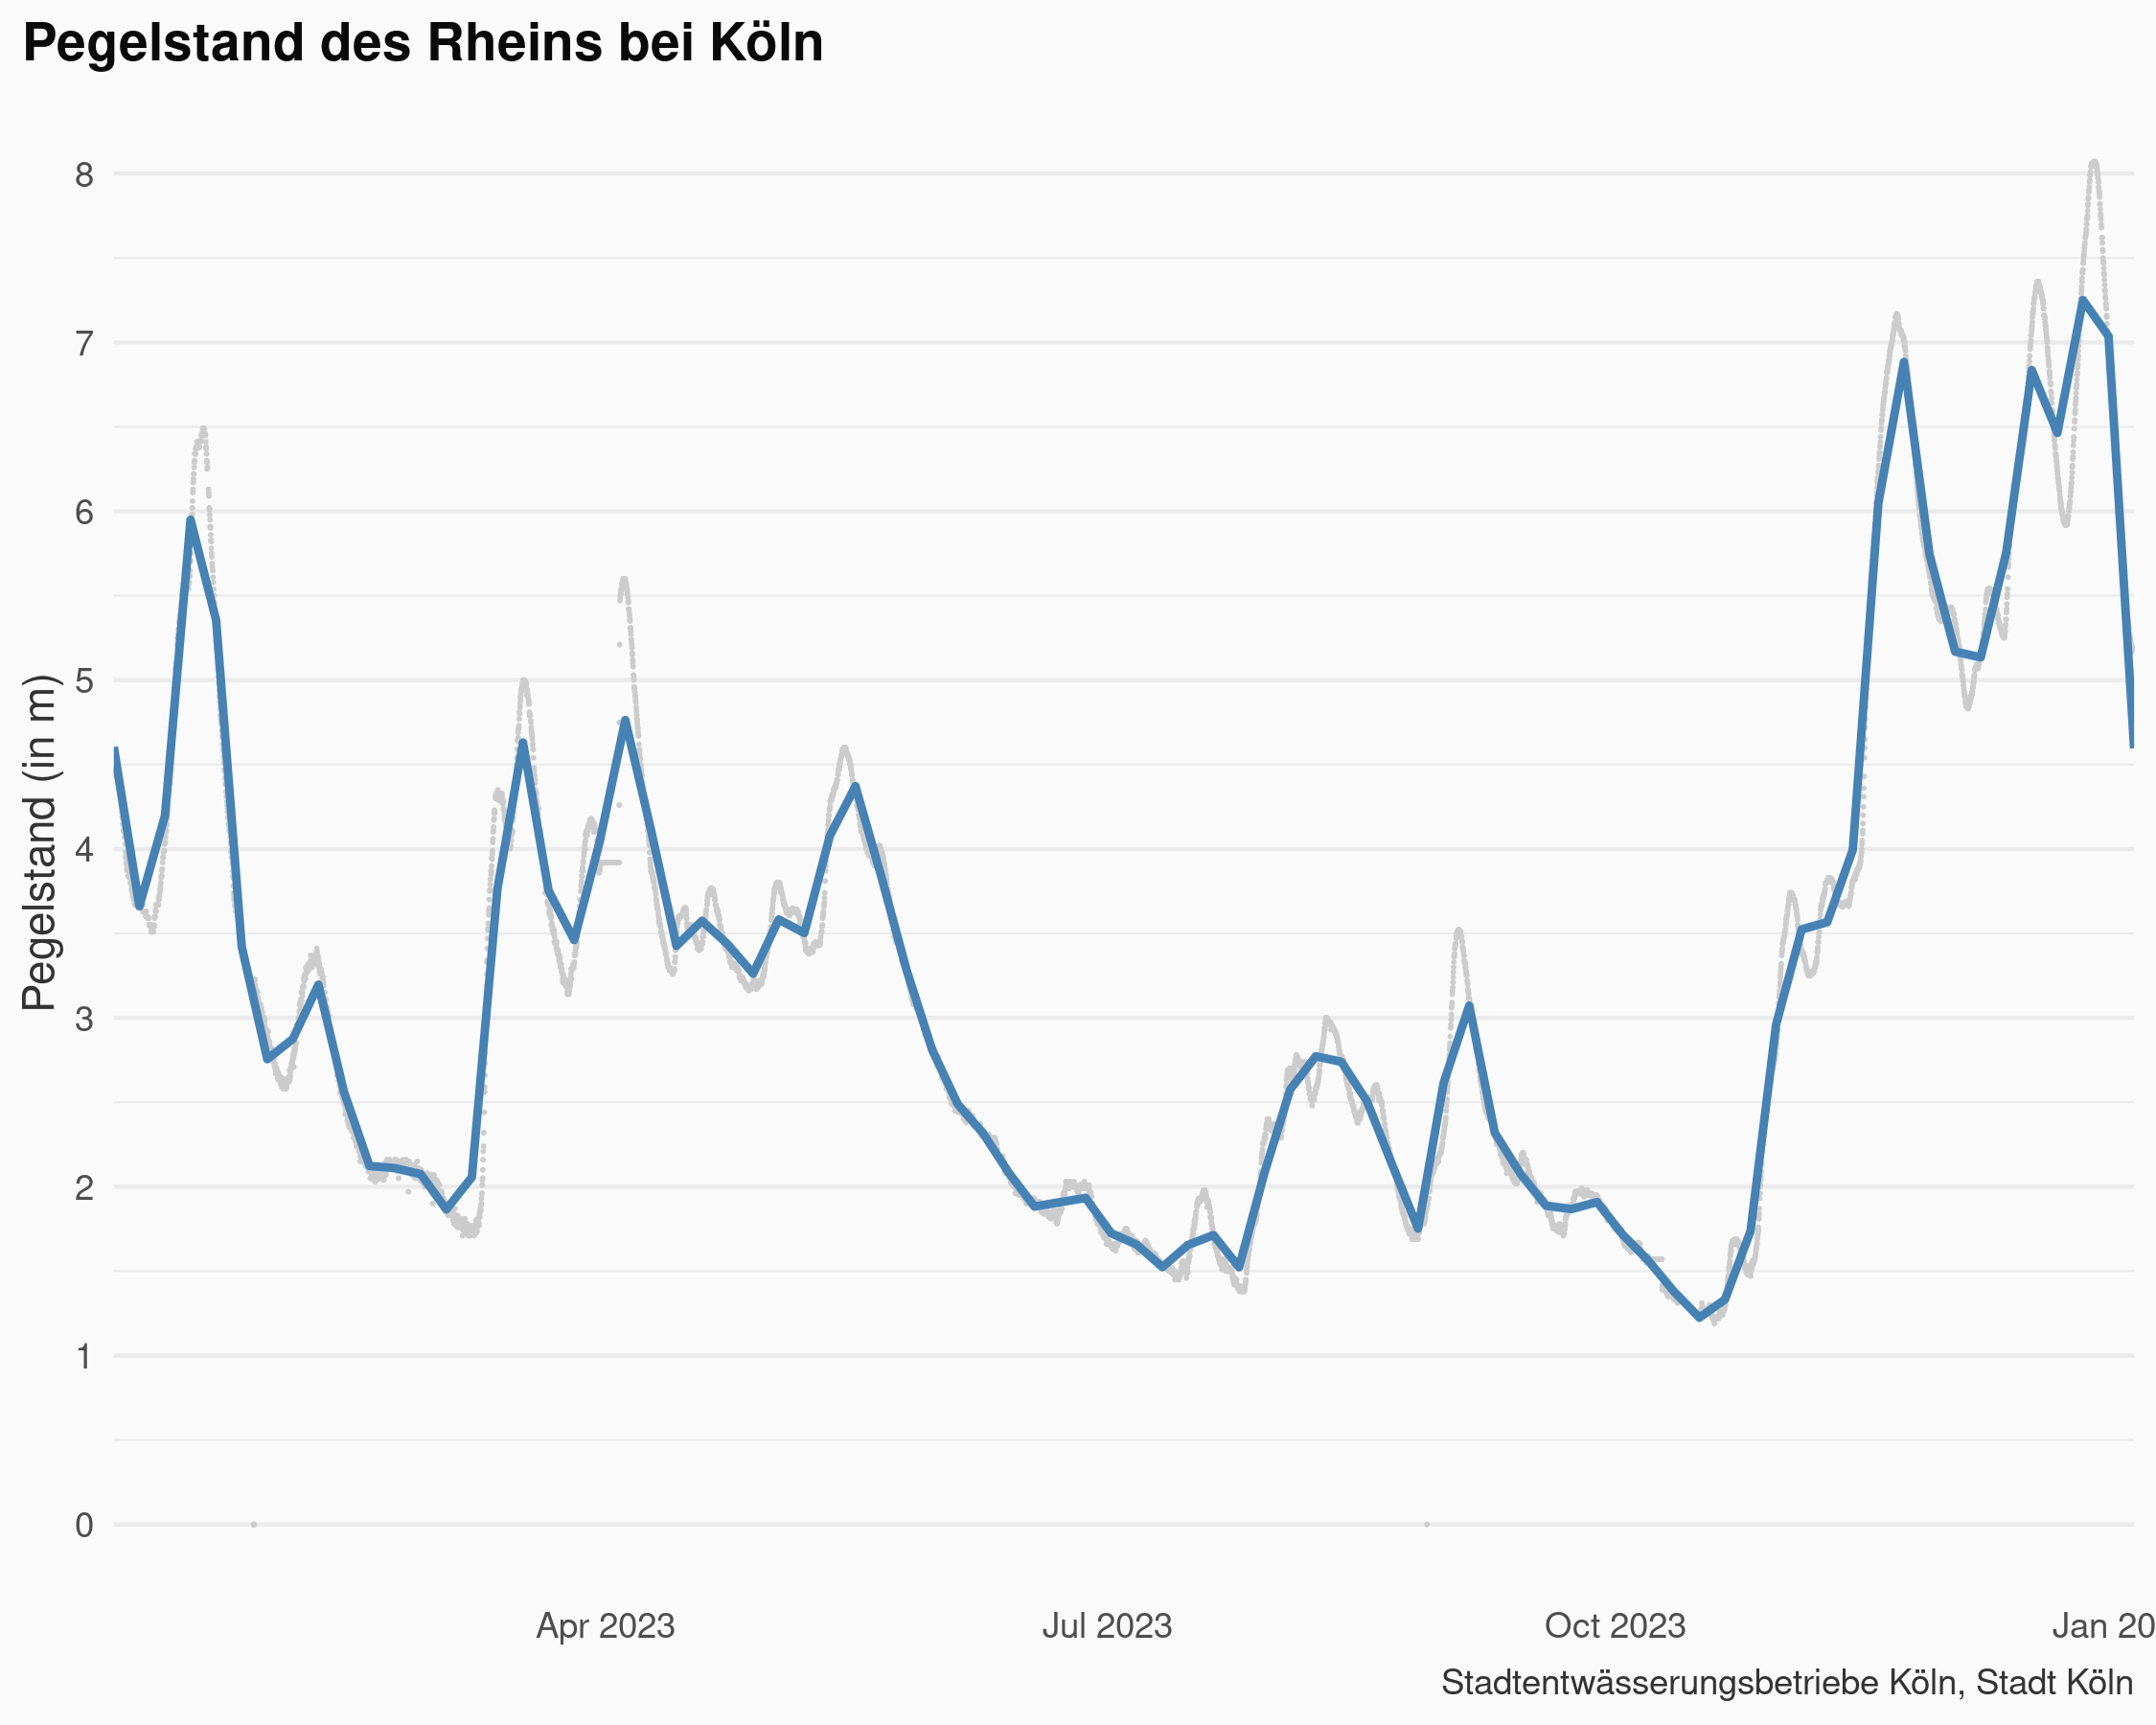 Pegelstand des Rheins bei Köln
Pegelstand (in m)
8
7
6
5
4
3
2
1
0
Apr 2023
Jul 2023
Oct 2023
Jan 20
Stadtentwässerungsbetriebe Köln, Stadt Köln